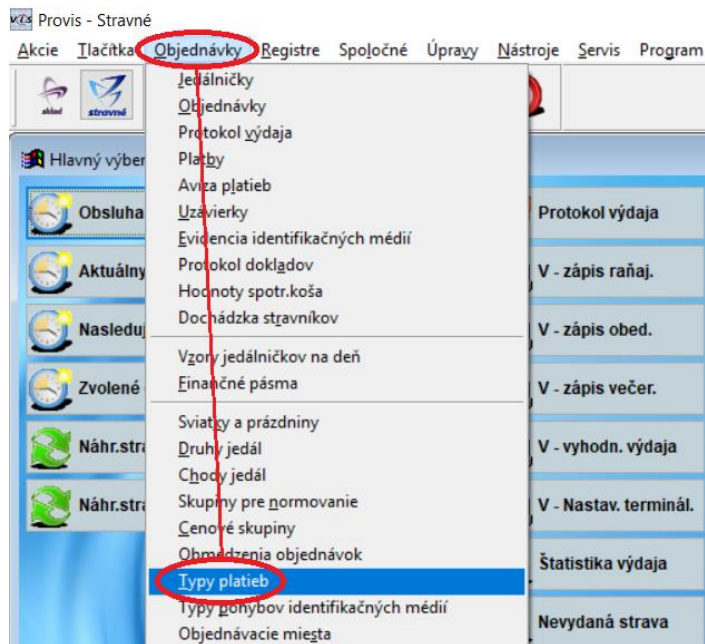 vis Provis - Stravné
Akcie Tlačítka Objednávky Registre Spoločné Úpravy Nástroje Servis Program
sklad
stravné
Hlavný výber
Jedálničky
Objednávky
Protokol výdaja
Platby
Avíza platieb
Uzávierky
Evidencia identifikačných médií
Protokol dokladov
Hodnoty spotr.koša
Dochádzka stravníkov
Vzory jedálničkov na deň
Finančné pásma
Sviatky a prázdniny
Druhy jedál
Chody jedál
Skupiny pre normovanie
Cenové skupiny
Obmedzenia objednávok
Typy platieb
Typy pohybov identifikačných médií
Objednávacie miesta
Obsluha
Aktuálny
Nasleduj
Zvolené
Náhr.stra
Náhr.stra
Protokol výdaja
V - zápis raňaj.
V - zápis obed.
V - zápis večer.
V - vyhodn. výdaja
V - Nastav. terminál.
Štatistika výdaja
Nevydaná strava